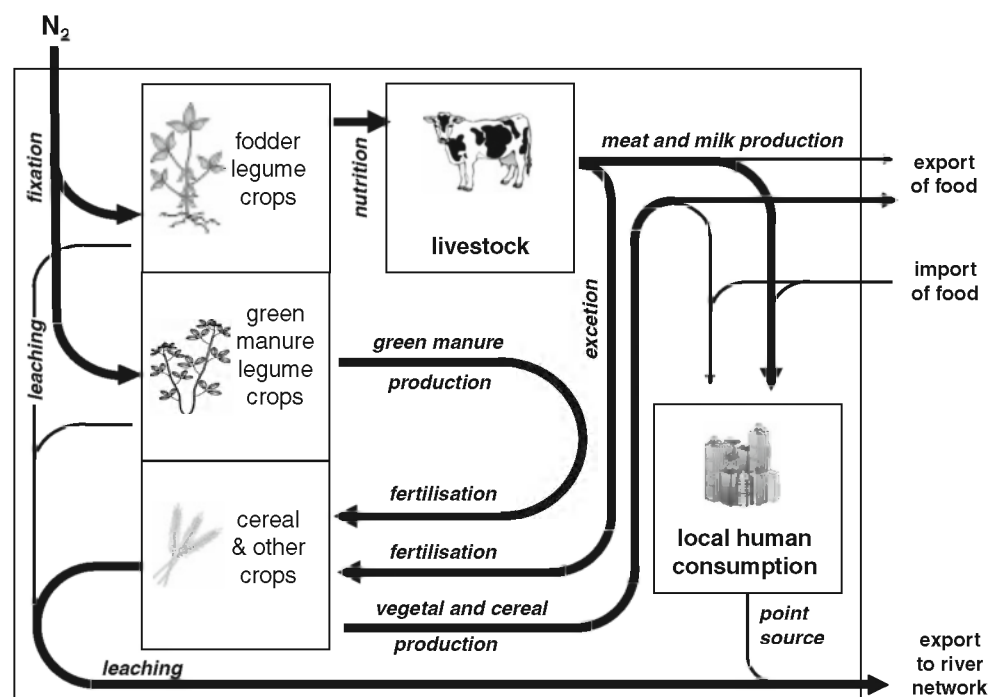 N2
fixation
leaching
fodder
legume
crops
nutrition
livestock
meat and milk production
export
of food
import
of food
green
manure
legume
crops
green manure
production
excetion
fertilisation
cereal
& other
crops
fertilisation
vegetal and cereal
production
local human
consumption
point
source
leaching
export
to river
network